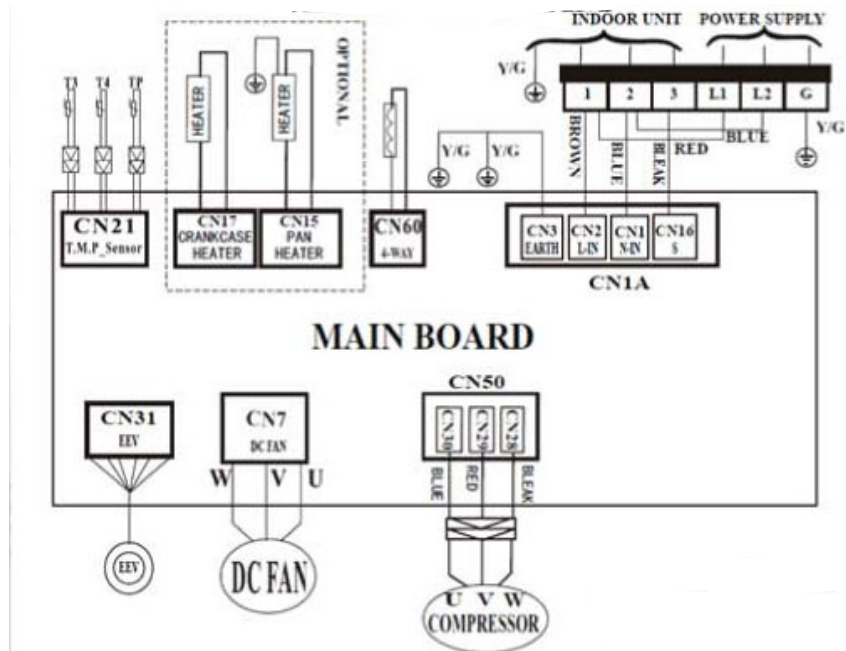 INDOOR UNIT POWER SUPPLY
Y/G
1 2 3 L1 L2 G
BROWN
BLUE
BLEAK
RED
BLUE
Y/G
T3 T4 TP
HEATER
HEATER
OPTIONAL
Y/G Y/G
CN21
T.M.P_Sensor
CN17
CRANKCASE
HEATER
CN15
PAN
HEATER
CN60
4-WAY
CN3
EARTH
CN2
L-IN
CN1
N-IN
CN16
S
CN1A
MAIN BOARD
CN31
EEV
CN7
DC FAN
CN50
CN30
CN29
CN28
W V U
BLUE
RED
BLEAK
EEV
DC FAN
U V W
COMPRESSOR